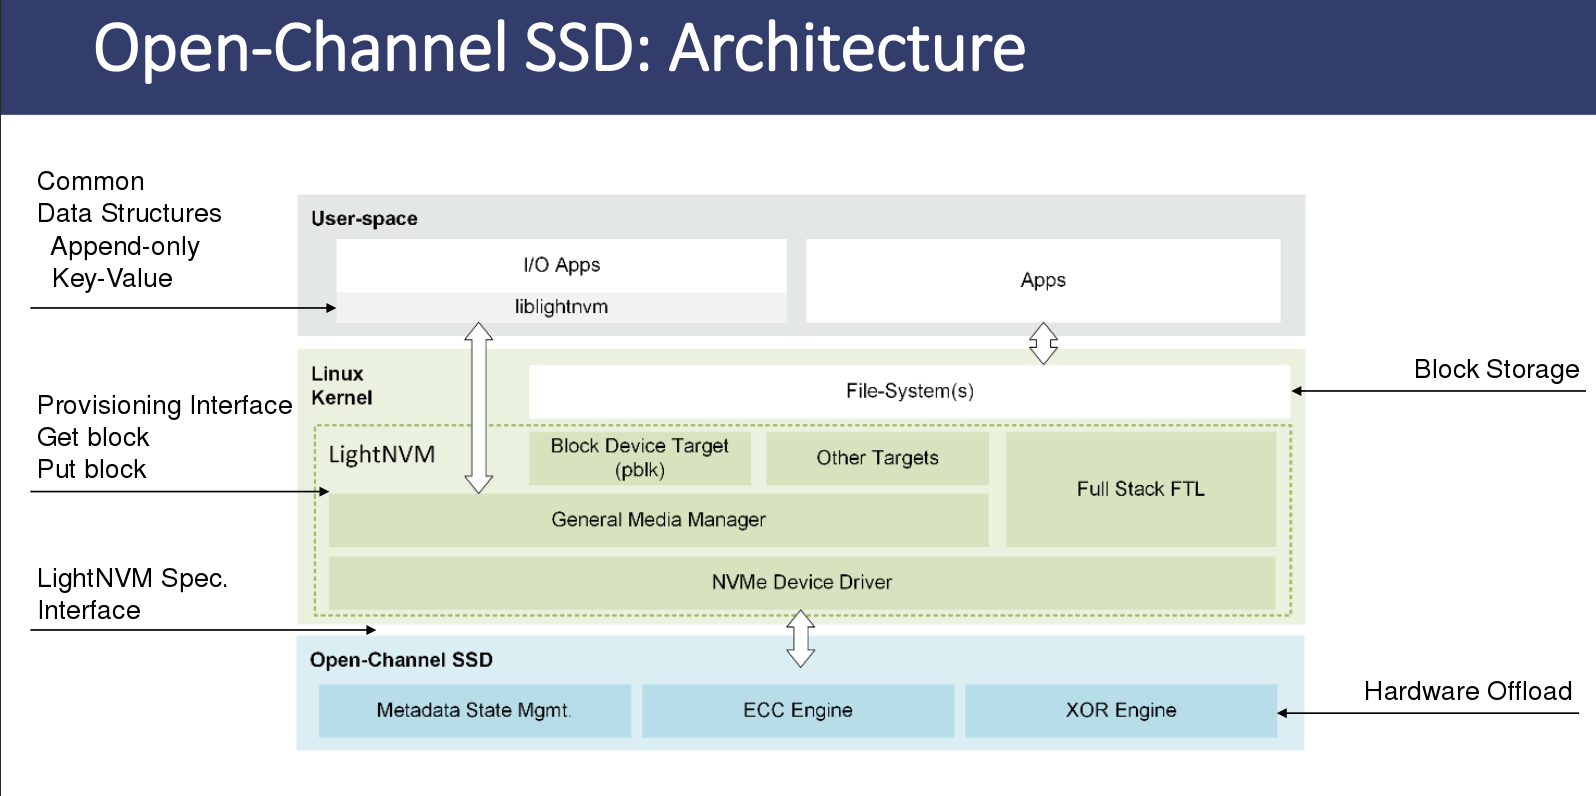 Open-Channel SSD: Architecture
Common
Data Structures
Append-only
Key-Value
User-space
I/O Apps
liblightnvm
Apps
Linux
Kernel
File-System(s)
Block Storage
Provisioning Interface
Get block
Put block
LightNVM
Block Device Target
(pblk)
Other Targets
Full Stack FTL
General Media Manager
LightNVM Spec.
Interface
NVMe Device Driver
Open-Channel SSD
Metadata State Mgmt.
ECC Engine
XOR Engine
Hardware Offload